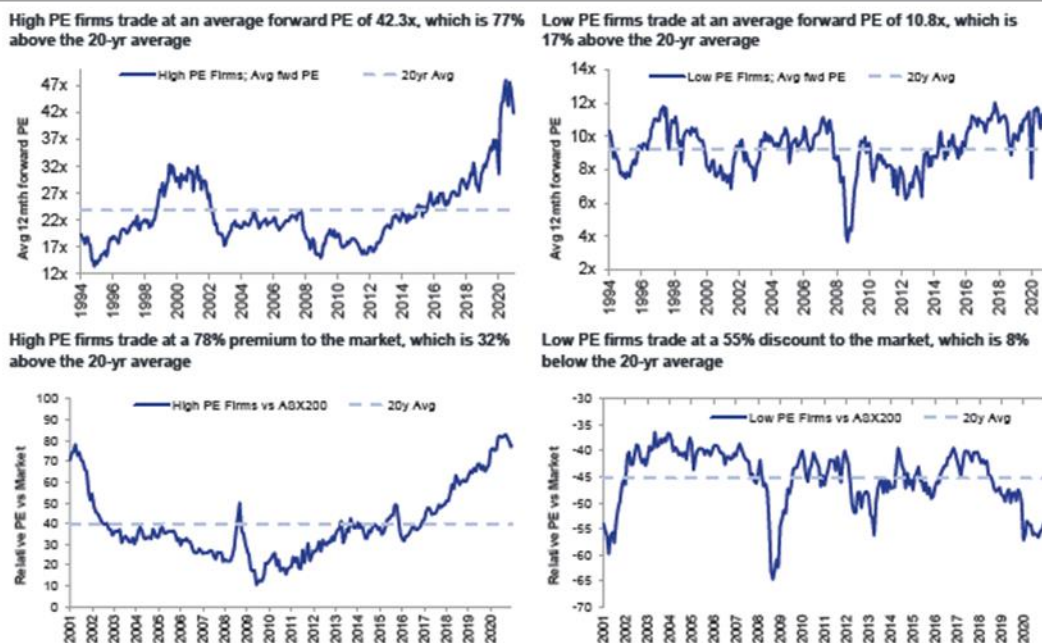 High PE firms trade at an average forward PE of 42.3x, which is 77%
above the 20-yr average
High PE Firms; Avg fwd PE
20yr Avg
Avg 12mth forward PE
47x
42x
32x
27x
22x
17x
12x
1994
1996
1998
2000
2002
2004
2006
2008
2010
2012
2014
2016
2018
2020
Low PE firms trade at an average forward PE of 10.8x, which is
17% above the 20-yr average
Low PE Firms; Avg fwd PE
20y Avg
Avg 12mth forward PE
14x
12x
10x
8x
6x
4x
2x
1994
1996
1998
2000
2002
2004
2006
2008
2010
2012
2014
2016
2018
2020
High PE firms trade at a 78% premium to the market, which is 32%
above the 20-yr average
High PE Firms vs ASX200
20y Avg
Relative PE vs Market
100
90
80
70
60
50
40
30
20
10
0
2001
2002
2003
2004
2005
2006
2007
2008
2009
2010
2011
2012
2013
2014
2015
2016
2017
2018
2019
2020
Low PE firms trade at a 55% discount to the market, which is 8%
below the 20-yr average
Low PE Firms vs ASX200
20y Avg
Relative PE vs Market
-30
-35
-40
-45
-50
-55
-60
-65
-70
2001
2002
2003
2004
2005
2006
2007
2008
2009
2010
2011
2012
2013
2014
2015
2016
2017
2018
2019
2020